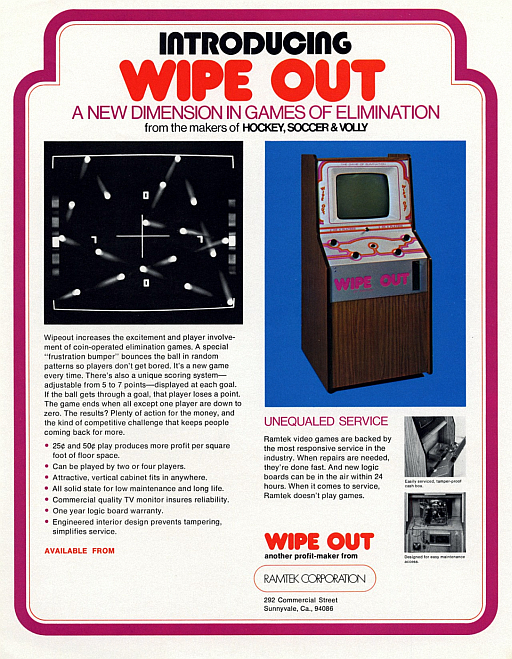 INTRODUCING
WIPE OUT
A NEW DIMENSION IN GAMES OF ELIMINATION
from the makers of HOCKEY, SOCCER & VOLLY
WIPE OUT
Wipeout increases the excitement and player involve-
ment of coin-operated elimination games. A special
"frustration bumper" bounces the ball in random
patterns so players don't get bored. It's a new game
every time. There's also a unique scoring system—
adjustable from 5 to 7 points—displayed at each goal.
If the ball gets through a goal, that player loses a point.
The game ends when all except one player are down to
zero. The results? Plenty of action for the money, and
the kind of competitive challenge that keeps people
coming back for more.
• 25¢ and 50¢ play produces more profit per square
foot of floor space.
• Can be played by two or four players.
• Attractive, vertical cabinet fits in anywhere.
• All solid state for low maintenance and long life.
• Commercial quality TV monitor insures reliability.
• One year logic board warranty.
• Engineered interior design prevents tampering,
simplifies service.
AVAILABLE FROM
UNEQUALED SERVICE
Ramtek video games are backed by
the most responsive service in the
industry. When repairs are needed,
they're done fast. And new logic
boards can be in the air within 24
hours. When it comes to service,
Ramtek doesn't play games.
Easily serviced, tamper-proof
cash box.
Designed for easy maintenance
access.
WIPE OUT
another profit-maker from
RAMTEK CORPORATION
292 Commercial Street
Sunnyvale, Ca., 94086